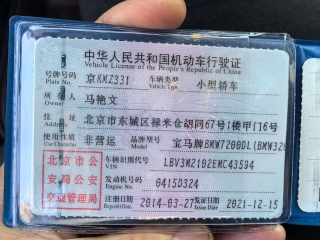 中华人民共和国机动车行驶证
Vehicle License of the People's Republic of China
号牌号码 京KMZ331 车辆类型 小型轿车
Plate No. Vehicle Type
所有人 马艳文
Owner
住址 北京市东城区禄米仓胡同67号1楼甲门6号
Address
使用性质 非营运 品牌型号 宝马牌BMW7200DL(BMW320
Use Character Model
北京市公 车辆识别代号 LBV3M2102EMC43594
VIN
安局公安 发动机号码 0415D324
Engine No.
交通管理局 注册日期 2014-03-27 发证日期 2021-12-15
Register Date Issue Date